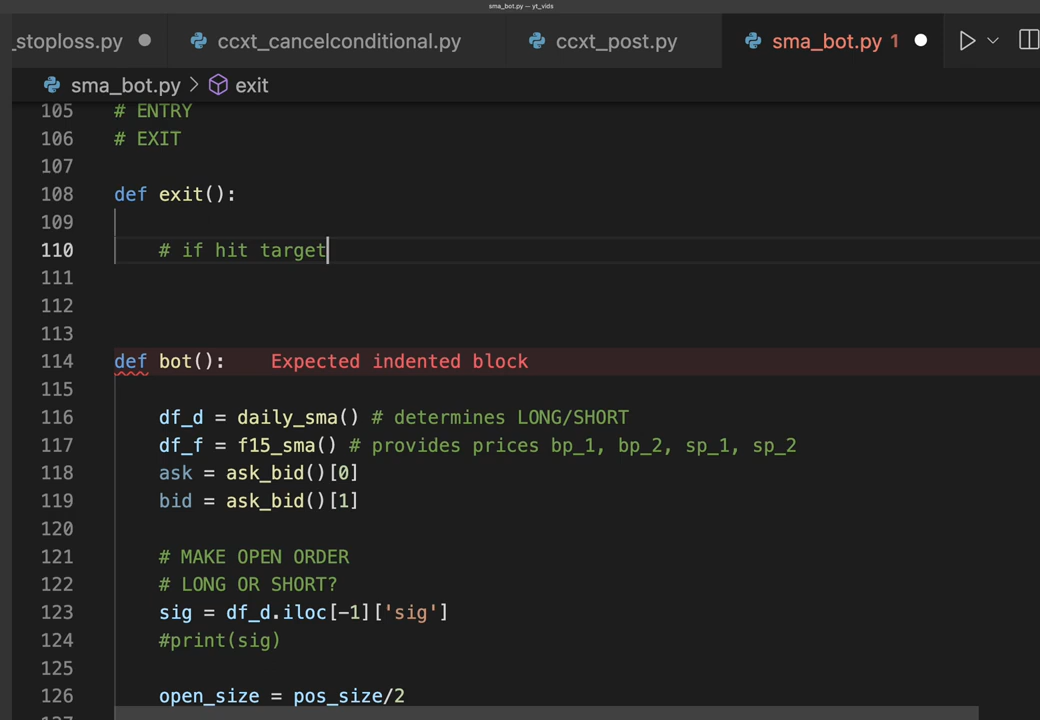 sma_bot.py — yt_vids
_stoploss.py ccxt_cancelconditional.py ccxt_post.py sma_bot.py 1
sma_bot.py > exit
105 # ENTRY
106 # EXIT
107
108 def exit():
109
110 # if hit target
111
112
113
114 def bot(): Expected indented block
115
116 df_d = daily_sma() # determines LONG/SHORT
117 df_f = f15_sma() # provides prices bp_1, bp_2, sp_1, sp_2
118 ask = ask_bid()[0]
119 bid = ask_bid()[1]
120
121 # MAKE OPEN ORDER
122 # LONG OR SHORT?
123 sig = df_d.iloc[-1]['sig']
124 #print(sig)
125
126 open_size = pos_size/2
127